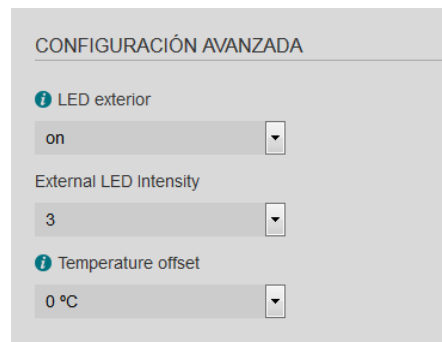 CONFIGURACIÓN AVANZADA
LED exterior
on
External LED Intensity
3
Temperature offset
0 ºC